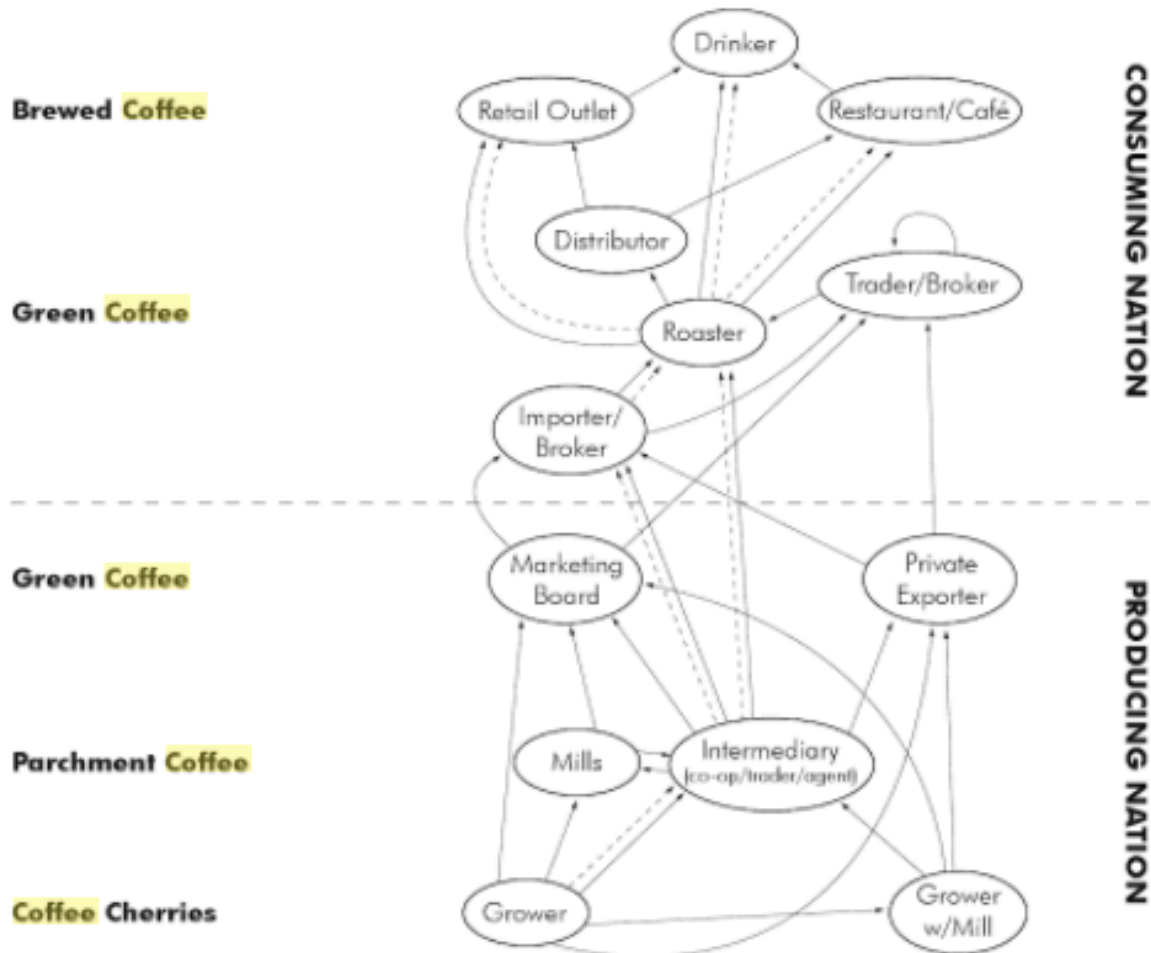 Drinker
Brewed Coffee
Retail Outlet
Restaurant/Café
Distributor
Trader/Broker
Green Coffee
Roaster
Importer/
Broker
CONSUMING NATION
Green Coffee
Marketing
Board
Private
Exporter
Parchment Coffee
Mills
Intermediary
(co-op/trader/agent)
Coffee Cherries
Grower
Grower
w/Mill
PRODUCING NATION